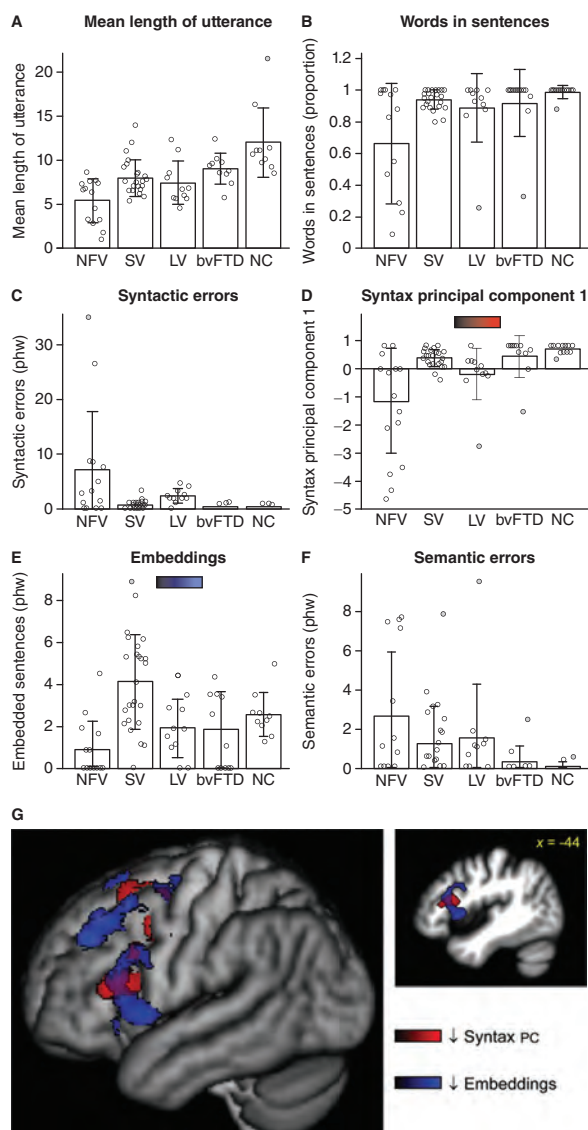 A Mean length of utterance
Mean length of utterance
20
15
10
5
0
NFV SV LV bvFTD NC
B Words in sentences
Words in sentences (proportion)
1.2
1
0.8
0.6
0.4
0.2
0
NFV SV LV bvFTD NC
C Syntactic errors
Syntactic errors (phw)
30
20
10
0
NFV SV LV bvFTD NC
D Syntax principal component 1
Syntax principal component 1
1
0
−1
−2
−3
−4
−5
NFV SV LV bvFTD NC
E Embeddings
Embedded sentences (phw)
8
6
4
2
0
NFV SV LV bvFTD NC
F Semantic errors
Semantic errors (phw)
8
6
4
2
0
NFV SV LV bvFTD NC
G
x = -44
↓ Syntax PC
↓ Embeddings